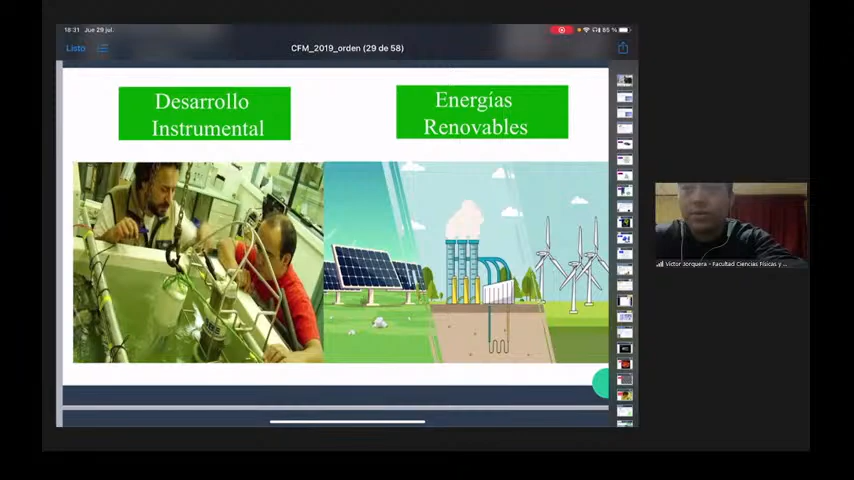 18:31 Jue 29 jul.
85 %
Listo
CFM_2019_orden (29 de 58)
Desarrollo
Instrumental
Energías
Renovables
Victor Jorquera - Facultad Ciencias Físicas y ...